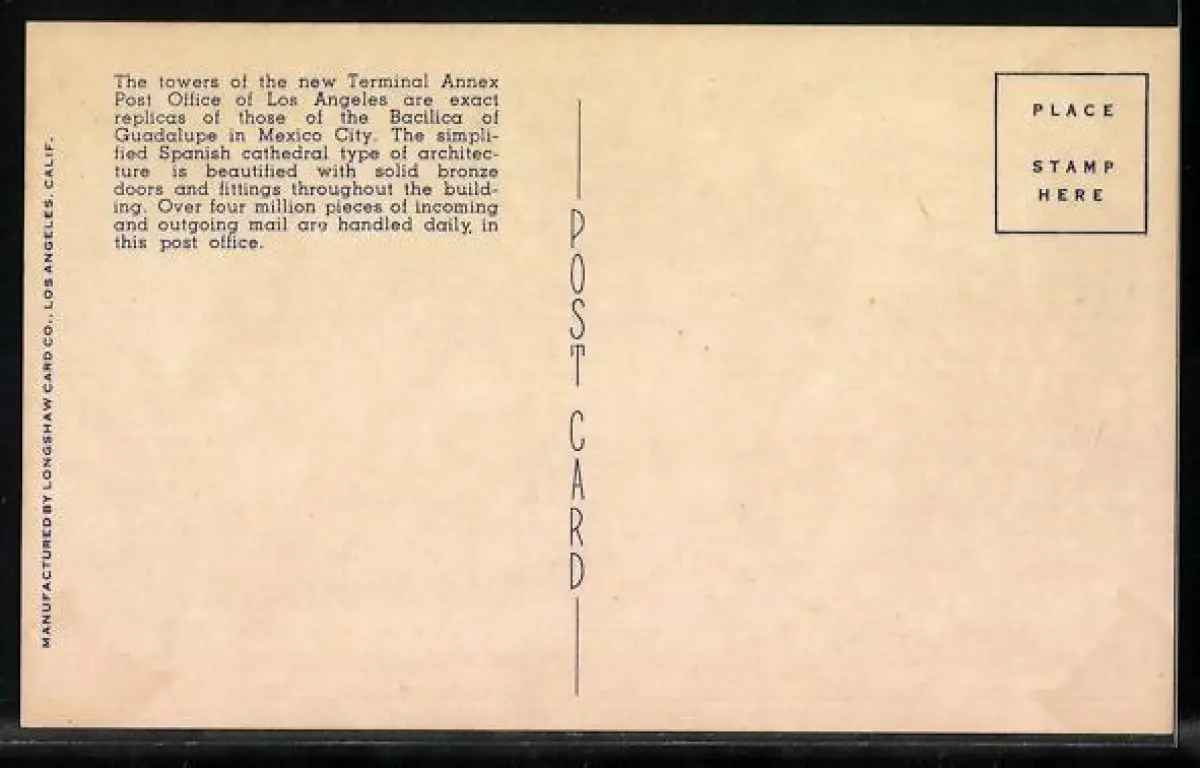 The towers of the new Terminal Annex
Post Office of Los Angeles are exact
replicas of those of the Bacilica of
Guadalupe in Mexico City. The simpli-
fied Spanish cathedral type of architec-
ture is beautified with solid bronze
doors and fittings throughout the build-
ing. Over four million pieces of incoming
and outgoing mail are handled daily, in
this post office.
MANUFACTURED BY LONGSHAW CARD CO., LOS ANGELES, CALIF.
POST CARD
PLACE
STAMP
HERE